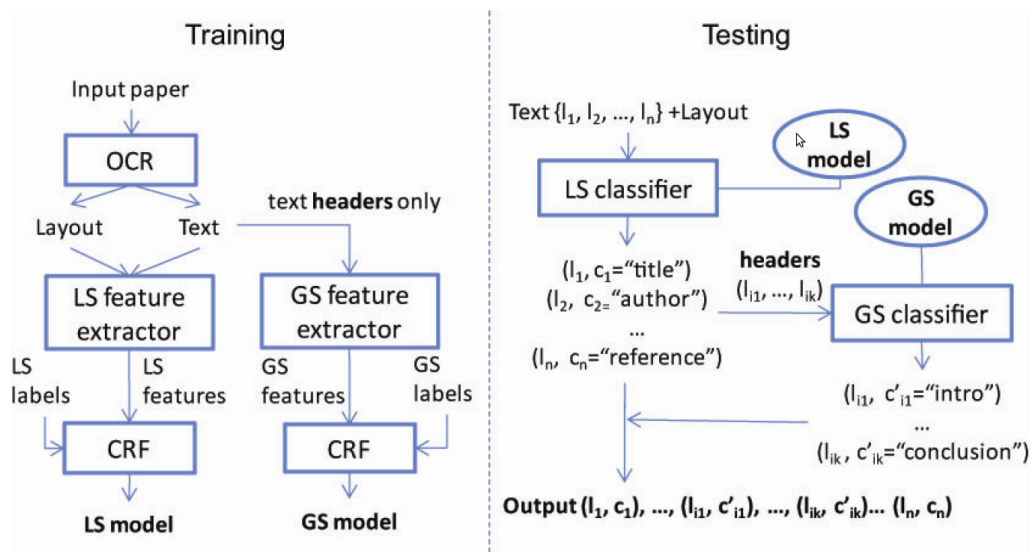 Training
Input paper
OCR
text headers only
Layout
Text
LS feature
extractor
GS feature
extractor
LS
labels
LS
features
GS
features
GS
labels
CRF
CRF
LS model
GS model
Testing
Text {l₁, l₂, ..., lₙ} +Layout
LS
model
LS classifier
GS
model
(l₁, c₁=“title”)
(l₂, c₂₌“author”)
...
(lₙ, cₙ=“reference”)
headers
(lᵢ₁, ..., lᵢₖ)
GS classifier
(lᵢ₁, c’ᵢ₁=“intro”)
...
(lᵢₖ, c’ᵢₖ=“conclusion”)
Output (l₁, c₁), ..., (lᵢ₁, c’ᵢ₁), ..., (lᵢₖ, c’ᵢₖ)... (lₙ, cₙ)